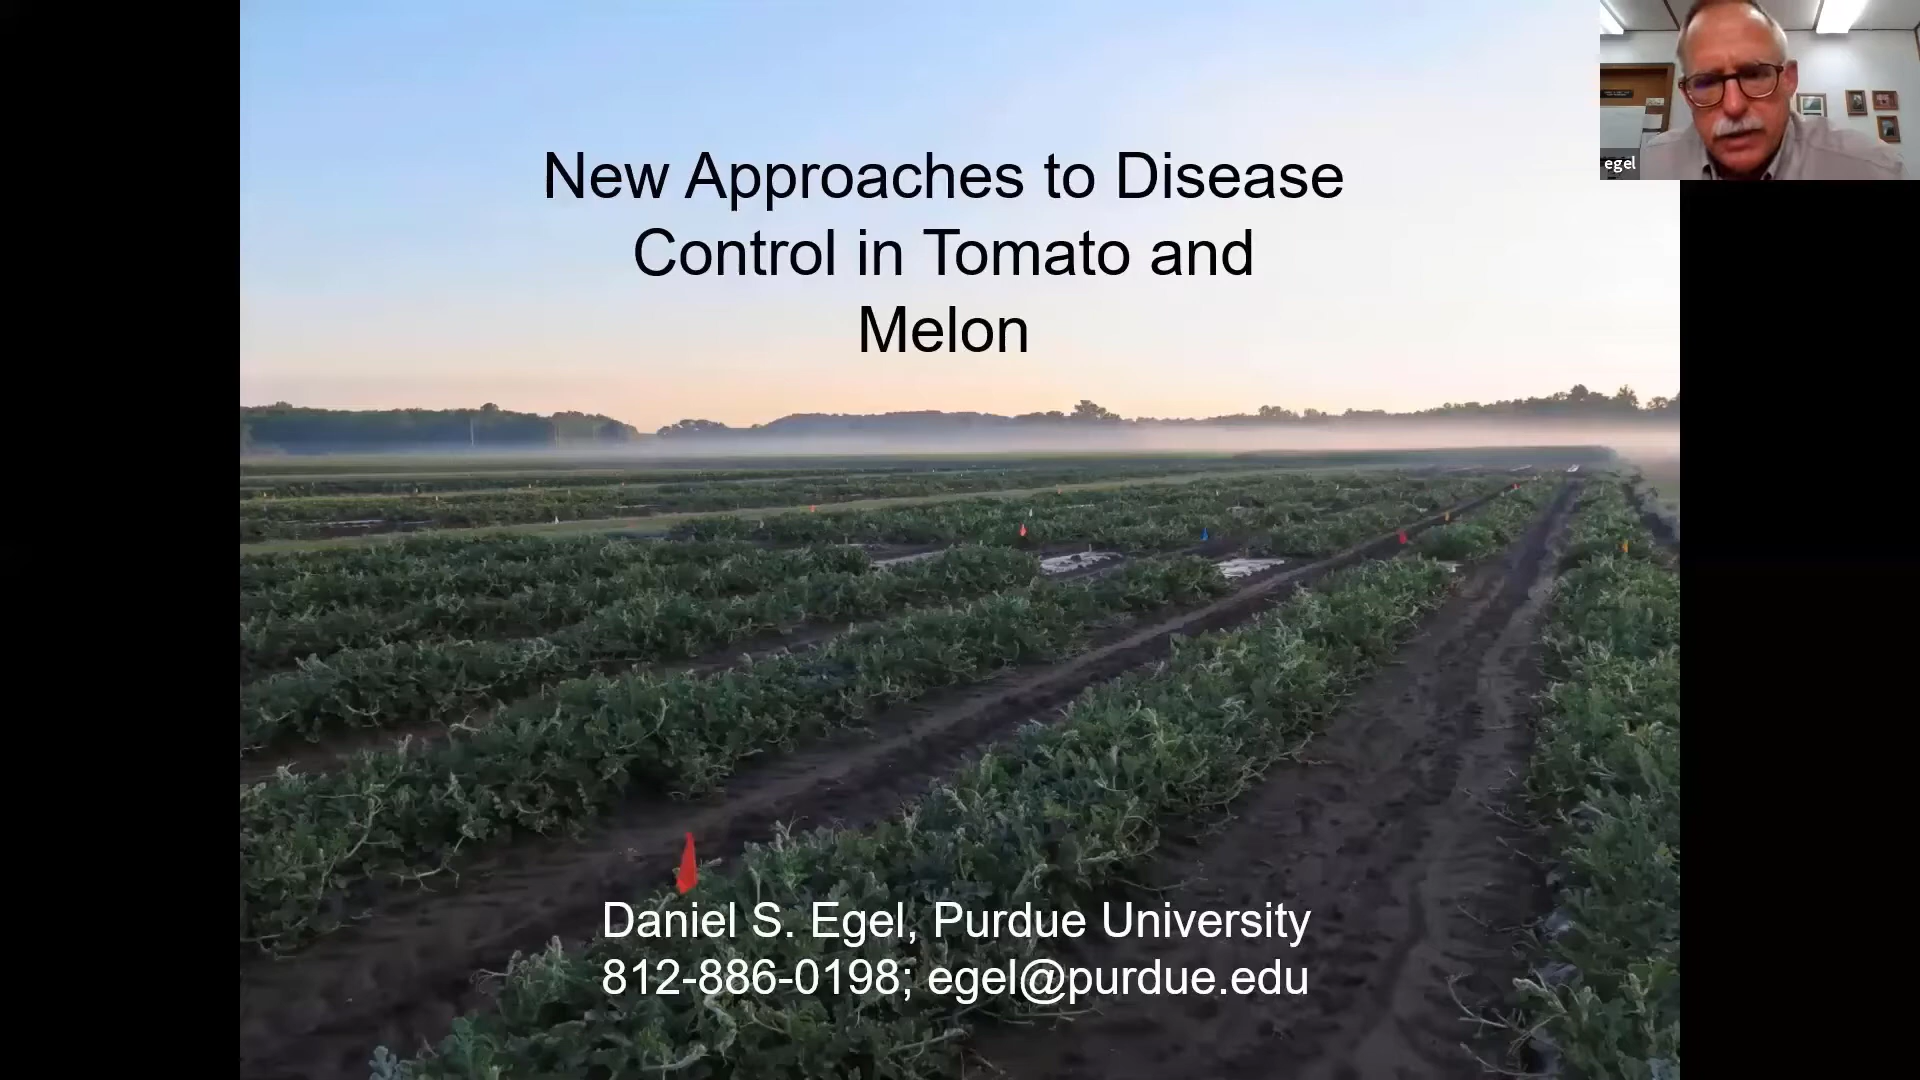 New Approaches to Disease
Control in Tomato and
Melon
egel
Daniel S. Egel, Purdue University
812-886-0198; egel@purdue.edu